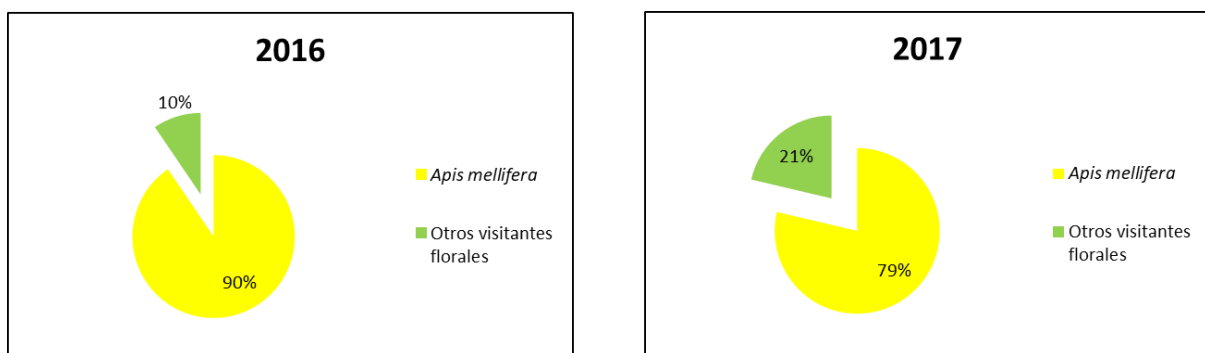 2016
10%
90%
Apis mellifera
Otros visitantes
florales
2017
21%
79%
Apis mellifera
Otros visitantes
florales